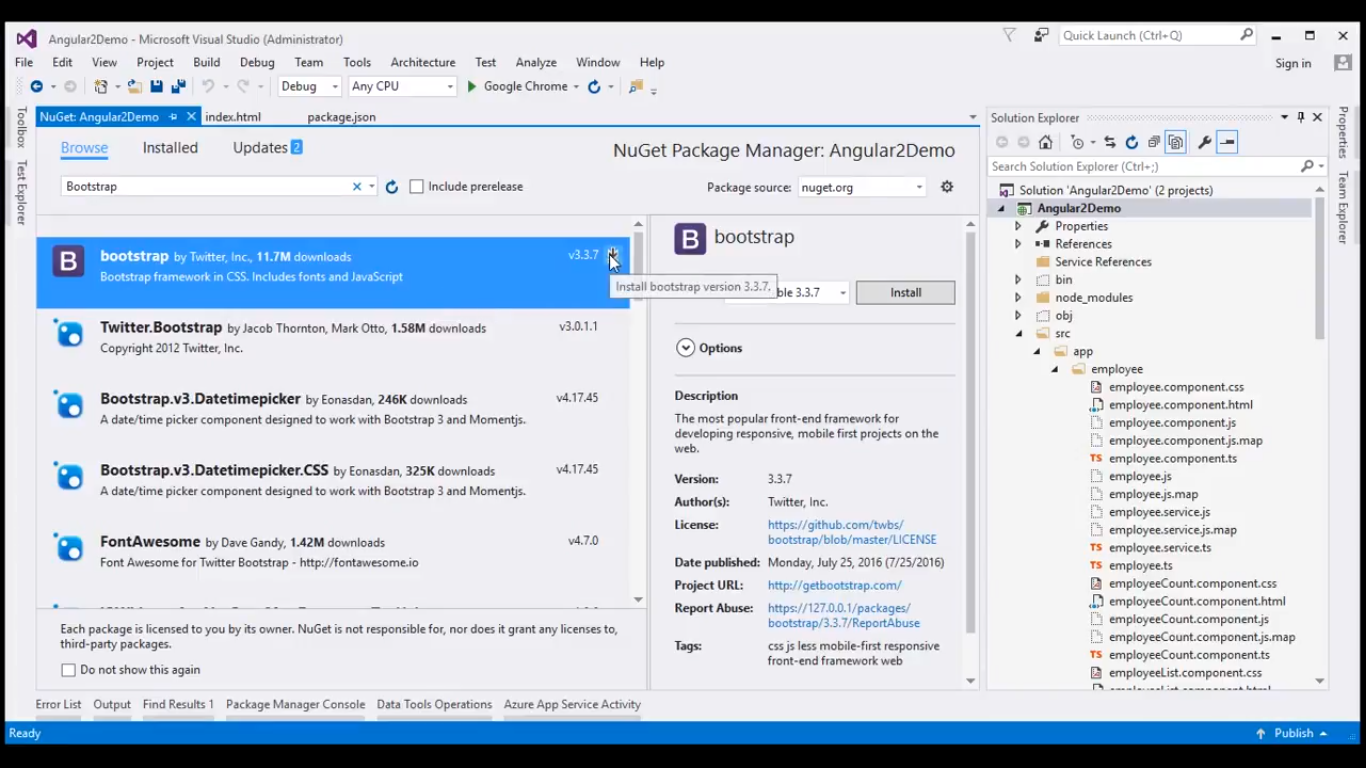 Angular2Demo - Microsoft Visual Studio (Administrator)
Quick Launch (Ctrl+Q)
File Edit View Project Build Debug Team Tools Architecture Test Analyze Window Help
Sign in
Debug Any CPU Google Chrome
Toolbox
Test Explorer
NuGet: Angular2Demo index.html package.json
Browse Installed Updates 2
NuGet Package Manager: Angular2Demo
Bootstrap
Include prerelease
Package source: nuget.org
B bootstrap by Twitter, Inc., 11.7M downloads v3.3.7
Bootstrap framework in CSS. Includes fonts and JavaScript
Install bootstrap version 3.3.7.
Twitter.Bootstrap by Jacob Thornton, Mark Otto, 1.58M downloads v3.0.1.1
Copyright 2012 Twitter, Inc.
Bootstrap.v3.Datetimepicker by Eonasdan, 246K downloads v4.17.45
A date/time picker component designed to work with Bootstrap 3 and Momentjs.
Bootstrap.v3.Datetimepicker.CSS by Eonasdan, 325K downloads v4.17.45
A date/time picker component designed to work with Bootstrap 3 and Momentjs.
FontAwesome by Dave Gandy, 1.42M downloads v4.7.0
Font Awesome for Twitter Bootstrap - http://fontawesome.io
Each package is licensed to you by its owner. NuGet is not responsible for, nor does it grant any licenses to,
third-party packages.
Do not show this again
B bootstrap
3.3.7 Install
Options
Description
The most popular front-end framework for
developing responsive, mobile first projects on the
web.
Version: 3.3.7
Author(s): Twitter, Inc.
License: https://github.com/twbs/
bootstrap/blob/master/LICENSE
Date published: Monday, July 25, 2016 (7/25/2016)
Project URL: http://getbootstrap.com/
Report Abuse: https://127.0.0.1/packages/
bootstrap/3.3.7/ReportAbuse
Tags: css js less mobile-first responsive
front-end framework web
Solution Explorer
Search Solution Explorer (Ctrl+;)
Solution 'Angular2Demo' (2 projects)
Angular2Demo
Properties
References
Service References
bin
node_modules
obj
src
app
employee
employee.component.css
employee.component.html
employee.component.js
employee.component.js.map
TS employee.component.ts
employee.js
employee.js.map
employee.service.js
employee.service.js.map
TS employee.service.ts
TS employee.ts
employeeCount.component.css
employeeCount.component.html
employeeCount.component.js
employeeCount.component.js.map
TS employeeCount.component.ts
employeeList.component.css
Properties
Team Explorer
Error List Output Find Results 1 Package Manager Console Data Tools Operations Azure App Service Activity
Ready
Publish